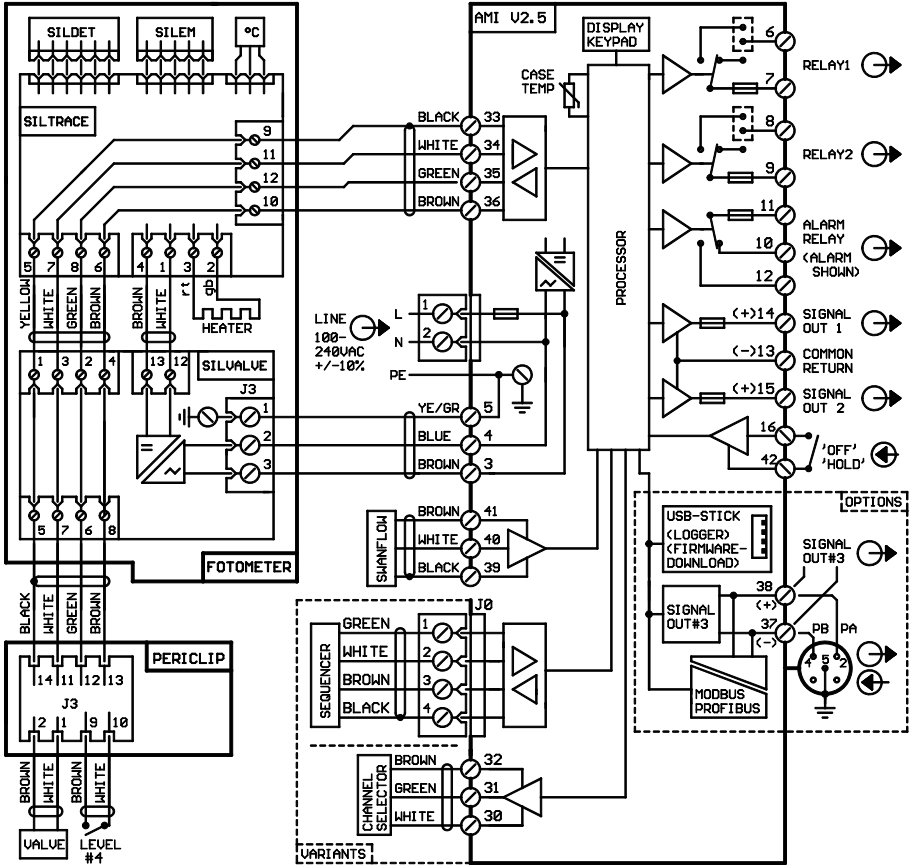 SILDET
SILEM
°C
SILTRACE
9
11
12
10
5 7 8 6
4 1 3 2
YELLOW
WHITE
GREEN
BROWN
BROWN
WHITE
rt
gb
HEATER
1 3 2 4
13 12
SILVALVE
J3
1
2
3
5 7 6 8
FOTOMETER
BLACK
WHITE
GREEN
BROWN
PERICLIP
14 11 12 13
J3
2 1 9 10
BROWN
WHITE
BROWN
WHITE
VALVE
LEVEL
#4
AMI V2.5
DISPLAY
KEYPAD
CASE
TEMP
PROCESSOR
BLACK 33
WHITE 34
GREEN 35
BROWN 36
LINE
100-
240VAC
+/-10%
L 1
N 2
PE
YE/GR 5
BLUE 4
BROWN 3
SWANFLOW
BROWN 41
WHITE 40
BLACK 39
J0
SEQUENCER
GREEN 1
WHITE 2
BROWN 3
BLACK 4
CHANNEL
SELECTOR
BROWN 32
GREEN 31
WHITE 30
VARIANTS
6
7
RELAY1
8
9
RELAY2
11
10
12
ALARM
RELAY
(ALARM
SHOWN)
(+)14
SIGNAL
OUT 1
(-)13
COMMON
RETURN
(+)15
SIGNAL
OUT 2
16
42
'OFF'
'HOLD'
OPTIONS
USB-STICK
(LOGGER)
(FIRMWARE-
DOWNLOAD)
SIGNAL
OUT#3
38
(+)
SIGNAL
OUT#3
37
(-)
PB PA
4 5 2
MODBUS
PROFIBUS